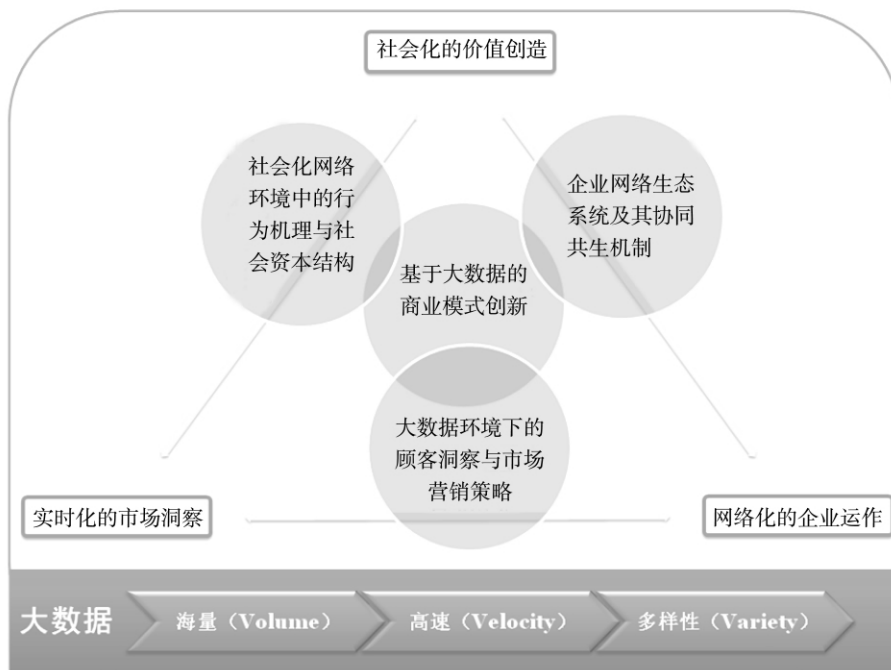 社会化的价值创造
社会化网络
环境中的行
为机理与社
会资本结构
企业网络生态
系统及其协同
共生机制
基于大数据的
商业模式创新
大数据环境下的
顾客洞察与市场
营销策略
实时化的市场洞察
网络化的企业运作
大数据
海量（Volume）
高速（Velocity）
多样性（Variety）